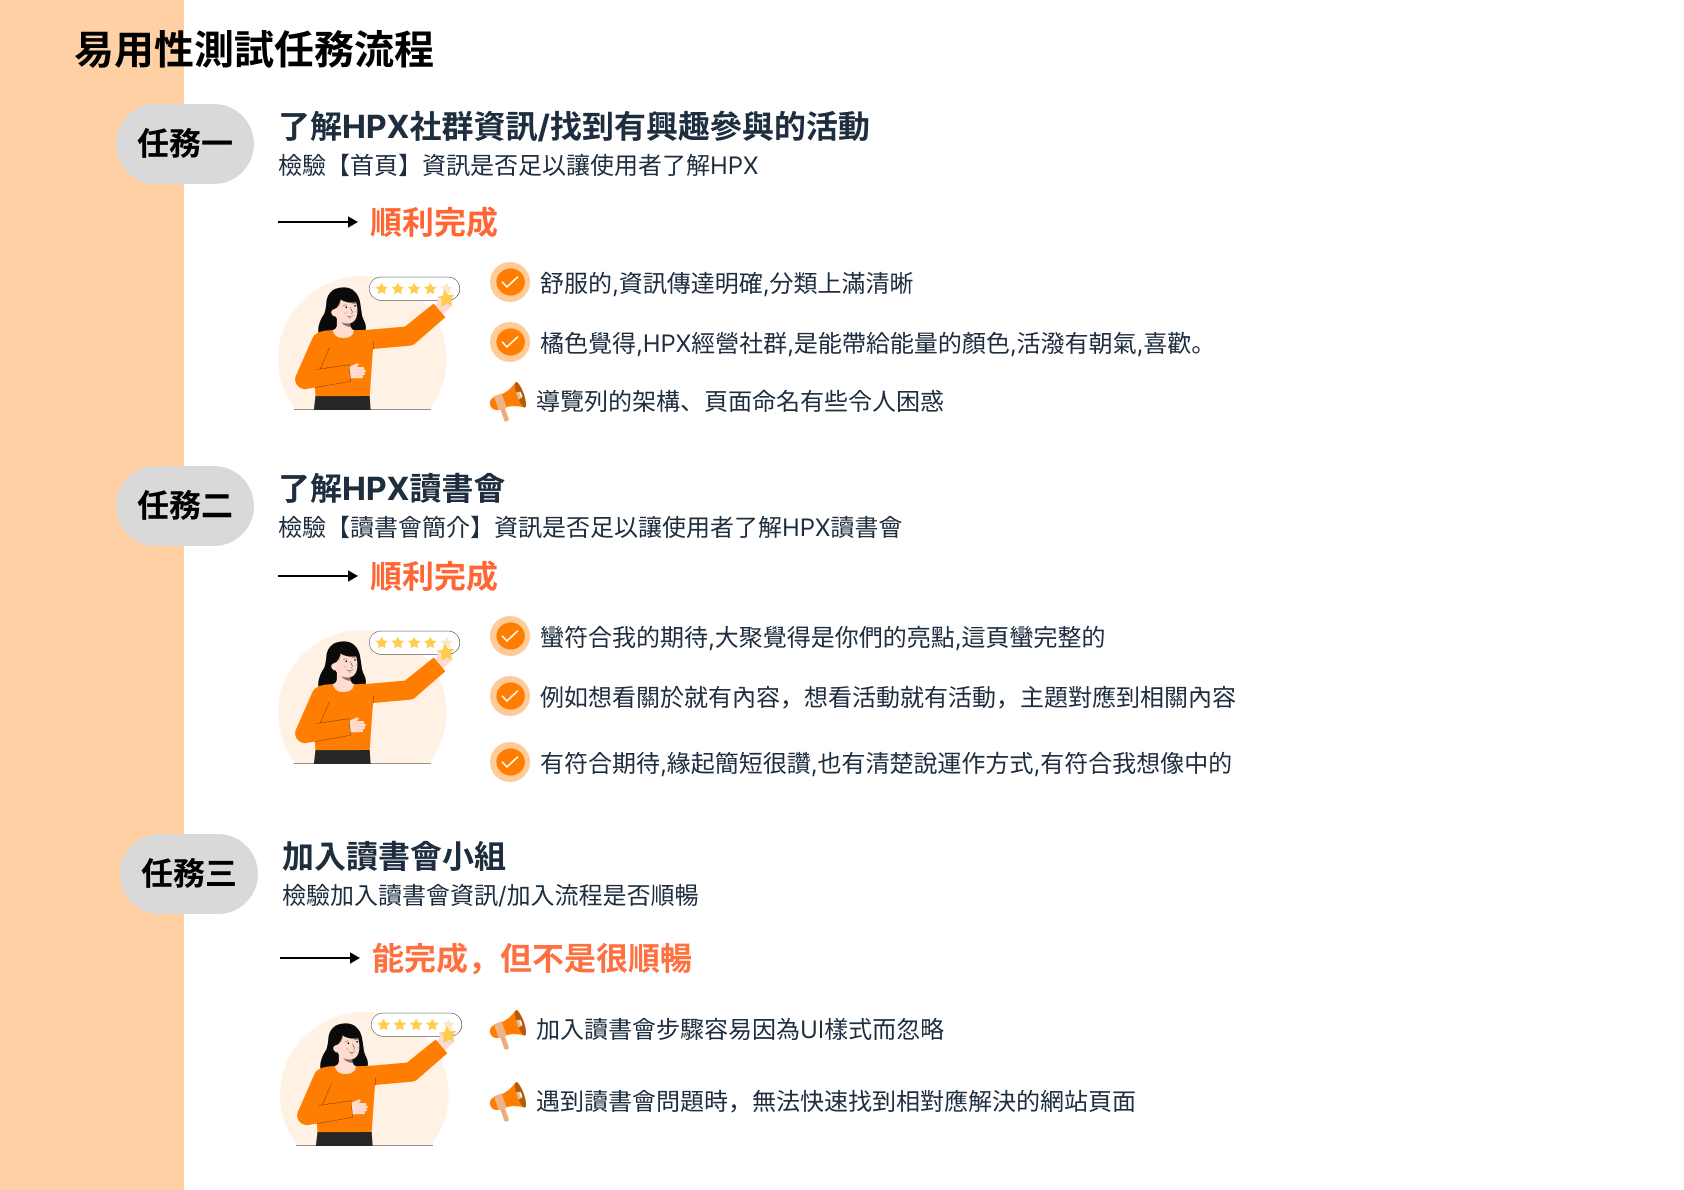 易用性測試任務流程
任務一
了解HPX社群資訊/找到有興趣參與的活動
檢驗【首頁】資訊是否足以讓使用者了解HPX
順利完成
舒服的,資訊傳達明確,分類上滿清晰
橘色覺得,HPX經營社群,是能帶給能量的顏色,活潑有朝氣,喜歡。
導覽列的架構、頁面命名有些令人困惑
任務二
了解HPX讀書會
檢驗【讀書會簡介】資訊是否足以讓使用者了解HPX讀書會
順利完成
蠻符合我的期待,大聚覺得是你們的亮點,這頁蠻完整的
例如想看關於就有內容，想看活動就有活動，主題對應到相關內容
有符合期待,緣起簡短很讚,也有清楚說運作方式,有符合我想像中的
任務三
加入讀書會小組
檢驗加入讀書會資訊/加入流程是否順暢
能完成，但不是很順暢
加入讀書會步驟容易因為UI樣式而忽略
遇到讀書會問題時，無法快速找到相對應解決的網站頁面